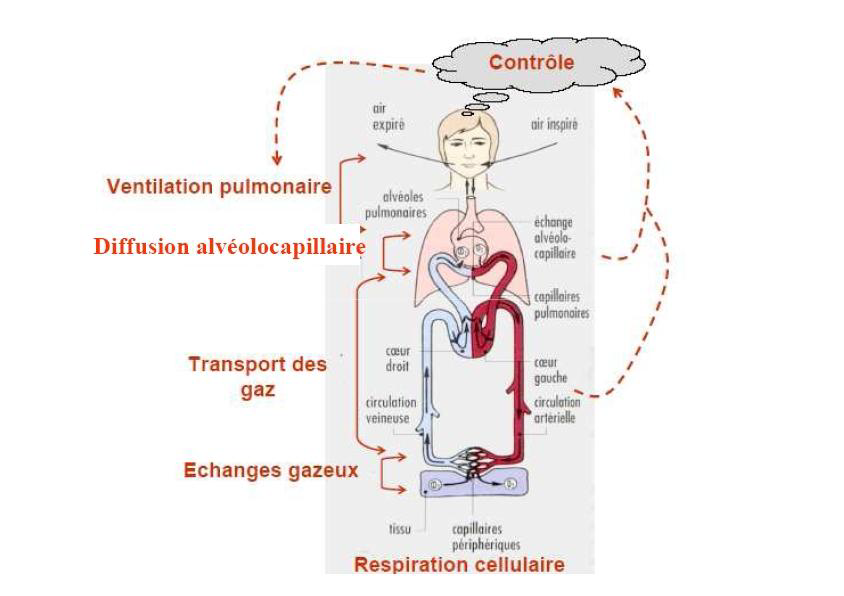 Contrôle
air
expiré
air inspiré
Ventilation pulmonaire
alvéoles
pulmonaires
échange
alvéolo-
capillaire
Diffusion alvéolocapillaire
capillaires
pulmonaires
Transport des
gaz
cœur
droit
cœur
gauche
circulation
veineuse
circulation
artérielle
Echanges gazeux
tissu
capillaires
périphériques
Respiration cellulaire